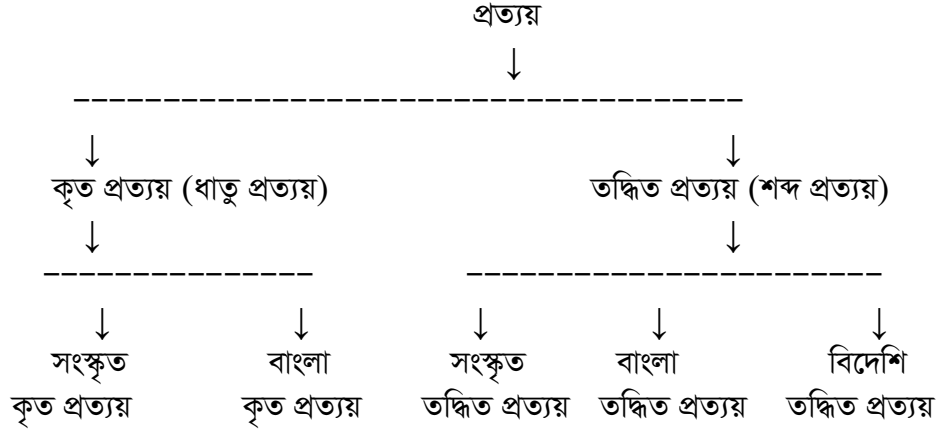 প্রত্যয়
↓
--------------------------------------
↓ ↓
কৃত প্রত্যয় (ধাতু প্রত্যয়) তদ্ধিত প্রত্যয় (শব্দ প্রত্যয়)
↓ ↓
---------------- ------------------------
↓ ↓ ↓ ↓ ↓
সংস্কৃত বাংলা সংস্কৃত বাংলা বিদেশি
কৃত প্রত্যয় কৃত প্রত্যয় তদ্ধিত প্রত্যয় তদ্ধিত প্রত্যয় তদ্ধিত প্রত্যয়